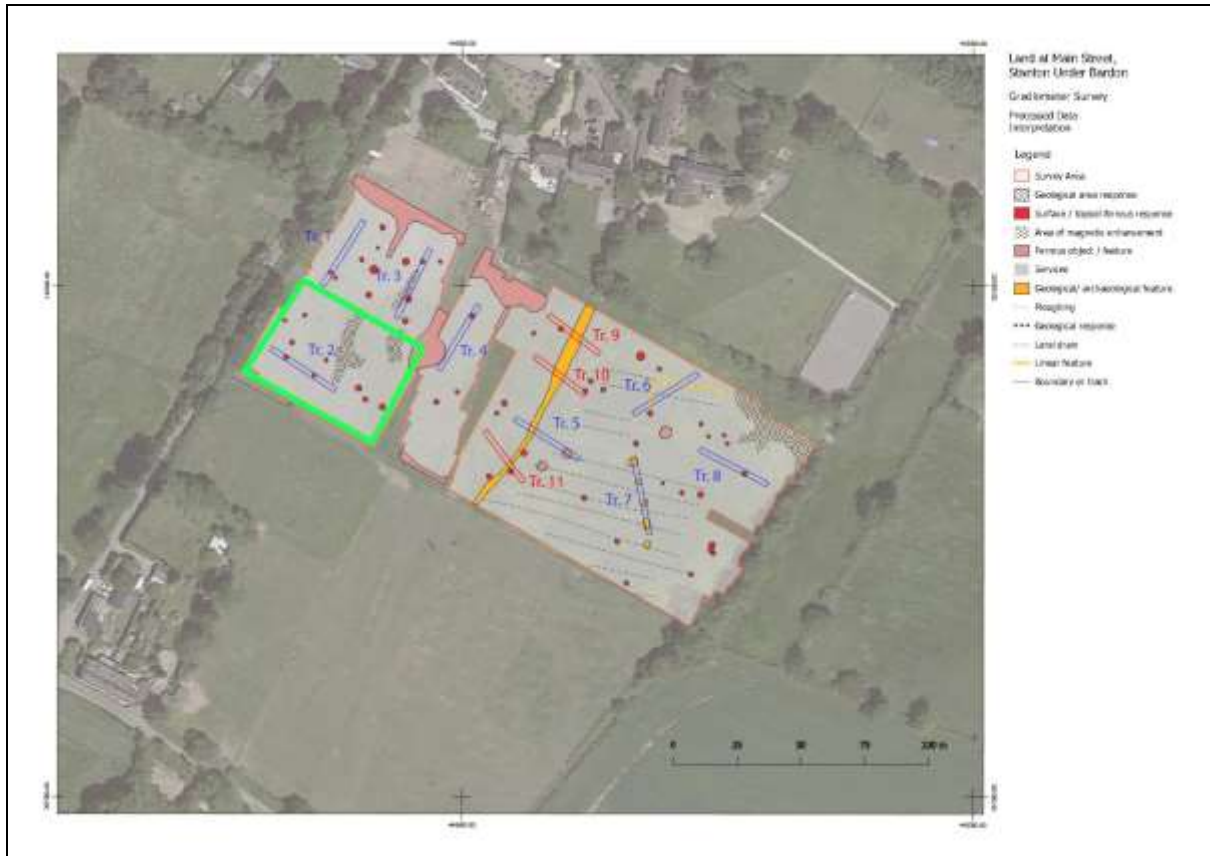 Land at Main Street,
Stanton Under Bardon
Gradiometer Survey
Processed Data
Interpretation
Legend
Survey Area
Geological area response
Surface / topsoil ferrous response
Area of magnetic enhancement
Ferrous object / feature
Services
Geological/ archaeological feature
Ploughing
Geological response
Land drain
Linear feature
Boundary or Track
Tr. 1
Tr. 3
Tr. 2
Tr. 4
Tr. 9
Tr. 10
Tr. 6
Tr. 5
Tr. 11
Tr. 8
Tr. 7
0 25 50 75 100 m